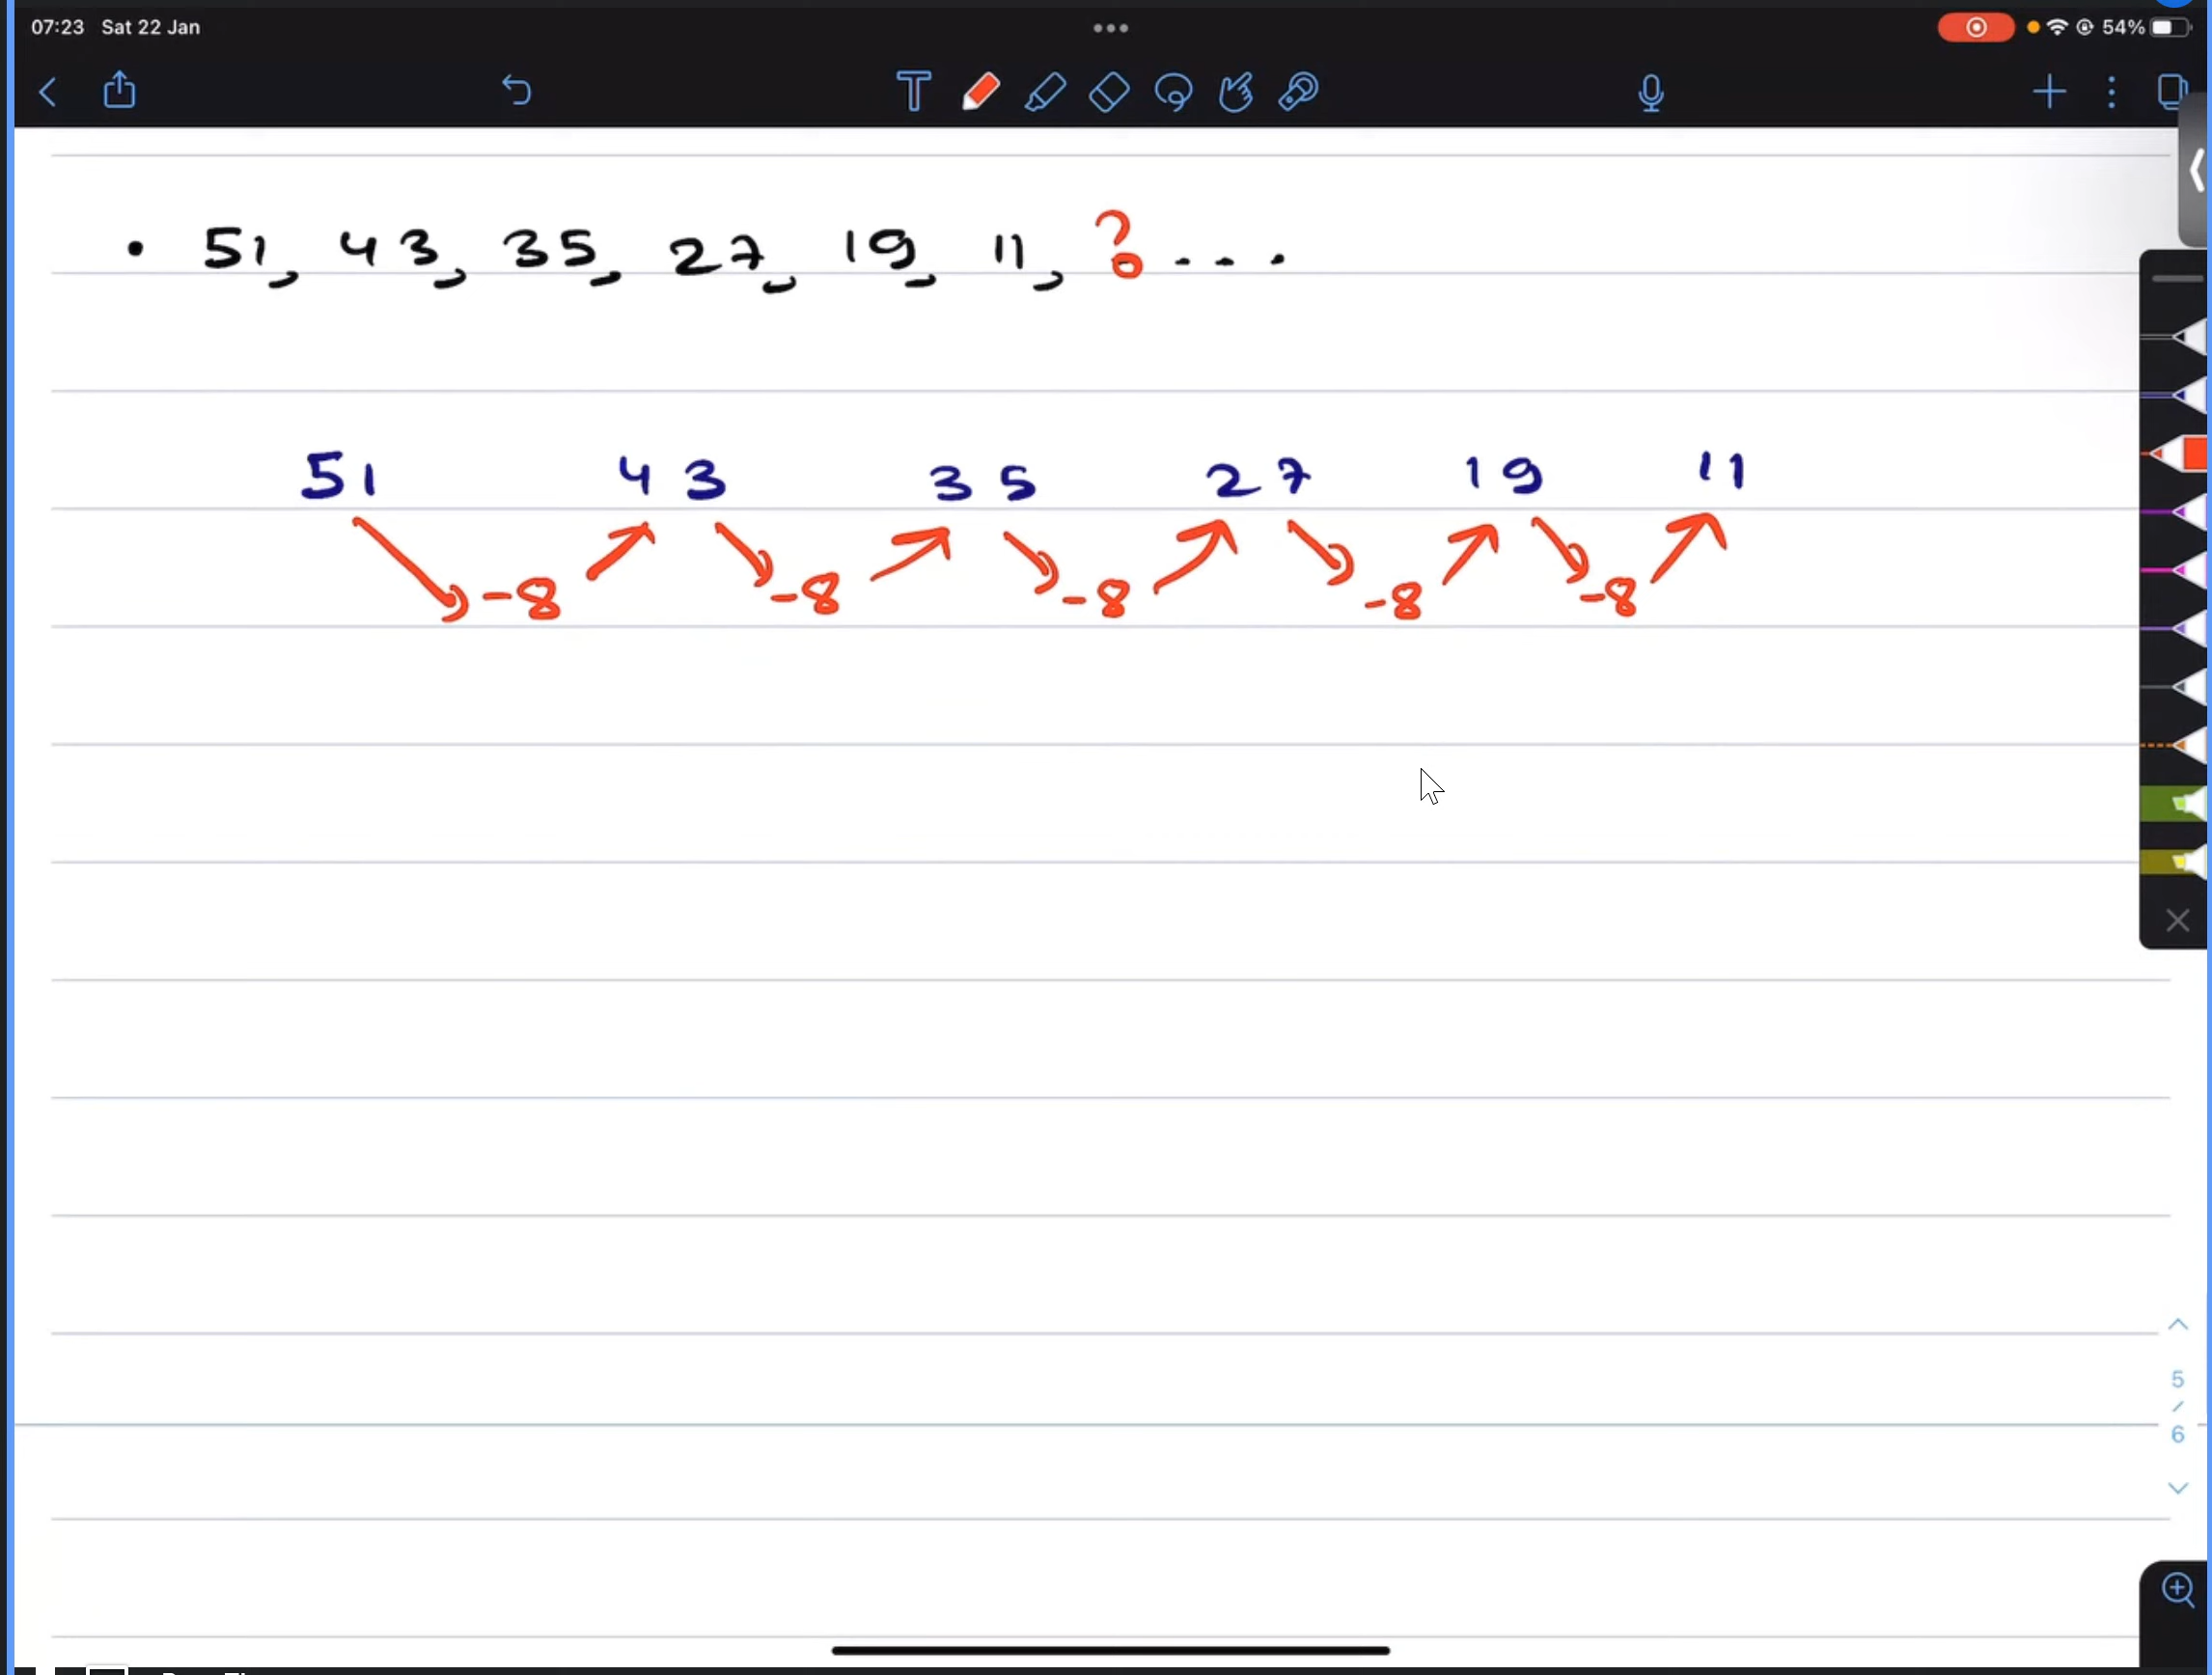 07:23 Sat 22 Jan 54%
• 51, 43, 35, 27, 19, 11, ? ...
51 43 35 27 19 11
-8 -8 -8 -8 -8
5
/
6